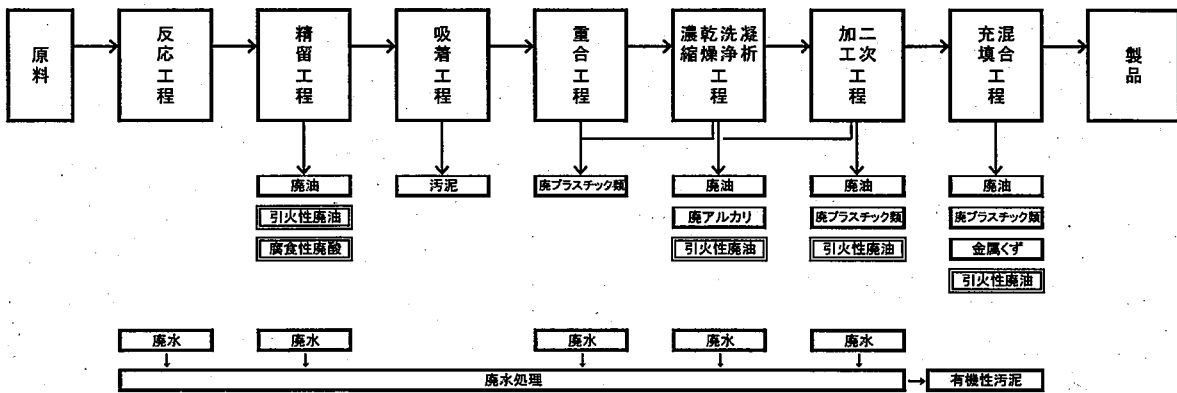 原料
反応工程
精留工程
吸着工程
重合工程
凝析
洗浄
乾燥
濃縮
工程
二次
加工
工程
混合
充填
工程
製品
廃油
引火性廃油
腐食性廃酸
汚泥
廃プラスチック類
廃油
廃アルカリ
引火性廃油
廃油
廃プラスチック類
引火性廃油
廃油
廃プラスチック類
金属くず
引火性廃油
廃水
廃水
廃水
廃水
廃水
廃水処理
有機性汚泥